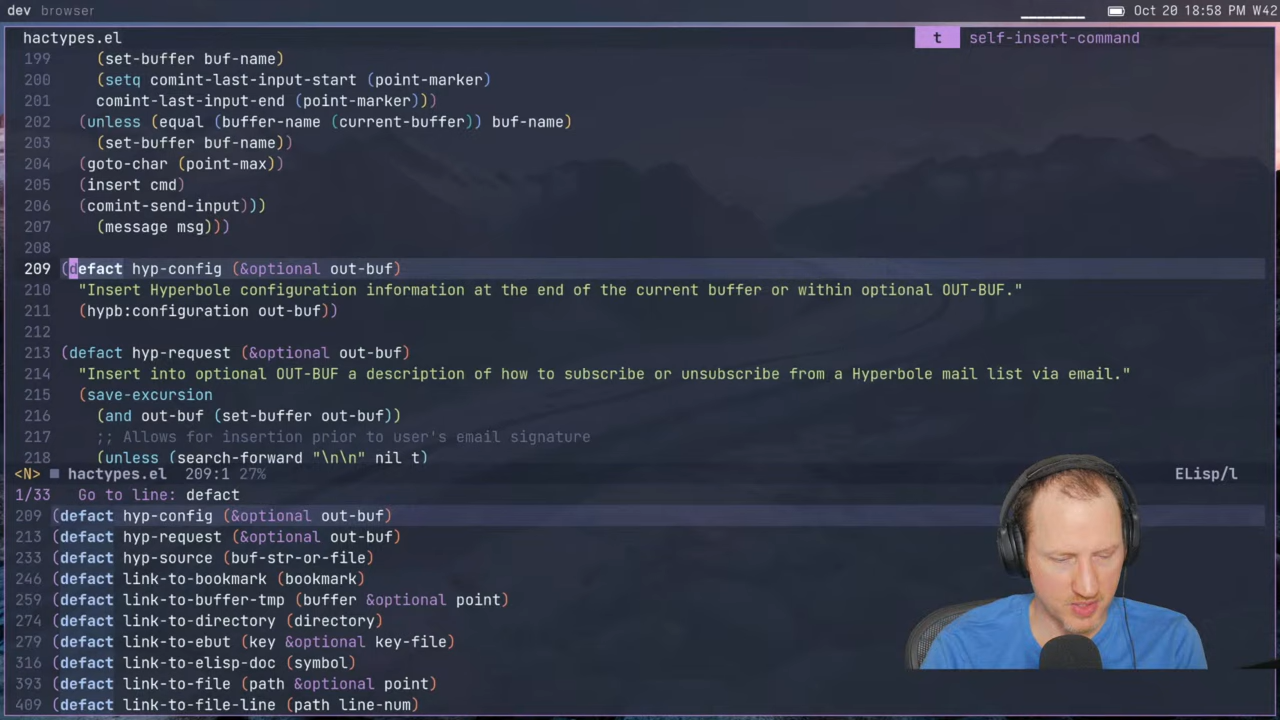 dev browser
Oct 20 18:58 PM W42
hactypes.el
t self-insert-command
199 (set-buffer buf-name)
200 (setq comint-last-input-start (point-marker)
201 comint-last-input-end (point-marker)))
202 (unless (equal (buffer-name (current-buffer)) buf-name)
203 (set-buffer buf-name))
204 (goto-char (point-max))
205 (insert cmd)
206 (comint-send-input)))
207 (message msg)))
208
209 (defact hyp-config (&optional out-buf)
210 "Insert Hyperbole configuration information at the end of the current buffer or within optional OUT-BUF."
211 (hypb:configuration out-buf))
212
213 (defact hyp-request (&optional out-buf)
214 "Insert into optional OUT-BUF a description of how to subscribe or unsubscribe from a Hyperbole mail list via email."
215 (save-excursion
216 (and out-buf (set-buffer out-buf))
217 ;; Allows for insertion prior to user's email signature
218 (unless (search-forward "\n\n" nil t)
<N> hactypes.el 209:1 27% ELisp/l
1/33 Go to line: defact
209 (defact hyp-config (&optional out-buf)
213 (defact hyp-request (&optional out-buf)
233 (defact hyp-source (buf-str-or-file)
246 (defact link-to-bookmark (bookmark)
259 (defact link-to-buffer-tmp (buffer &optional point)
274 (defact link-to-directory (directory)
279 (defact link-to-ebut (key &optional key-file)
316 (defact link-to-elisp-doc (symbol)
393 (defact link-to-file (path &optional point)
409 (defact link-to-file-line (path line-num)